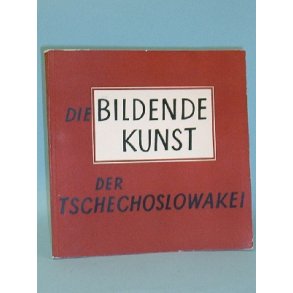 DIE BILDENDE
KUNST
DER
TSCHECHOSLOWAKEI